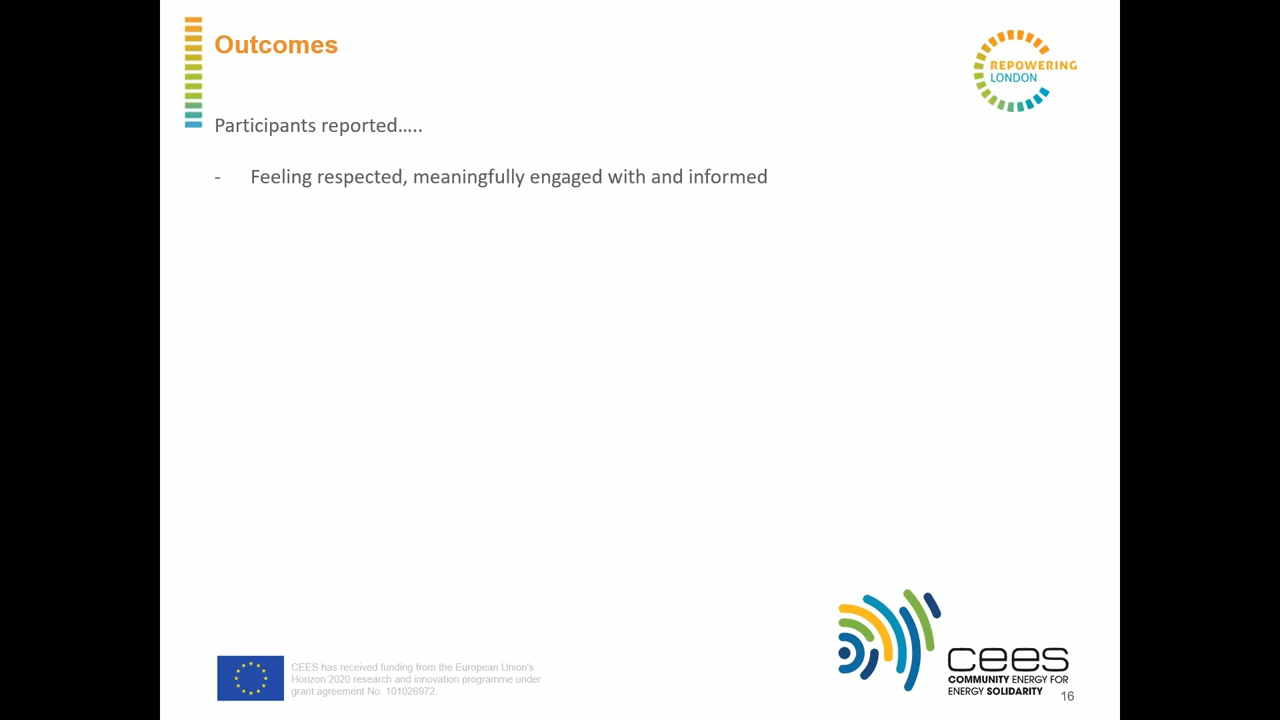 Outcomes
REPOWERING
LONDON
Participants reported.....
- Feeling respected, meaningfully engaged with and informed
CEES has received funding from the European Union's
Horizon 2020 research and innovation programme under
grant agreement No. 101026972.
cees
COMMUNITY ENERGY FOR
ENERGY SOLIDARITY
16